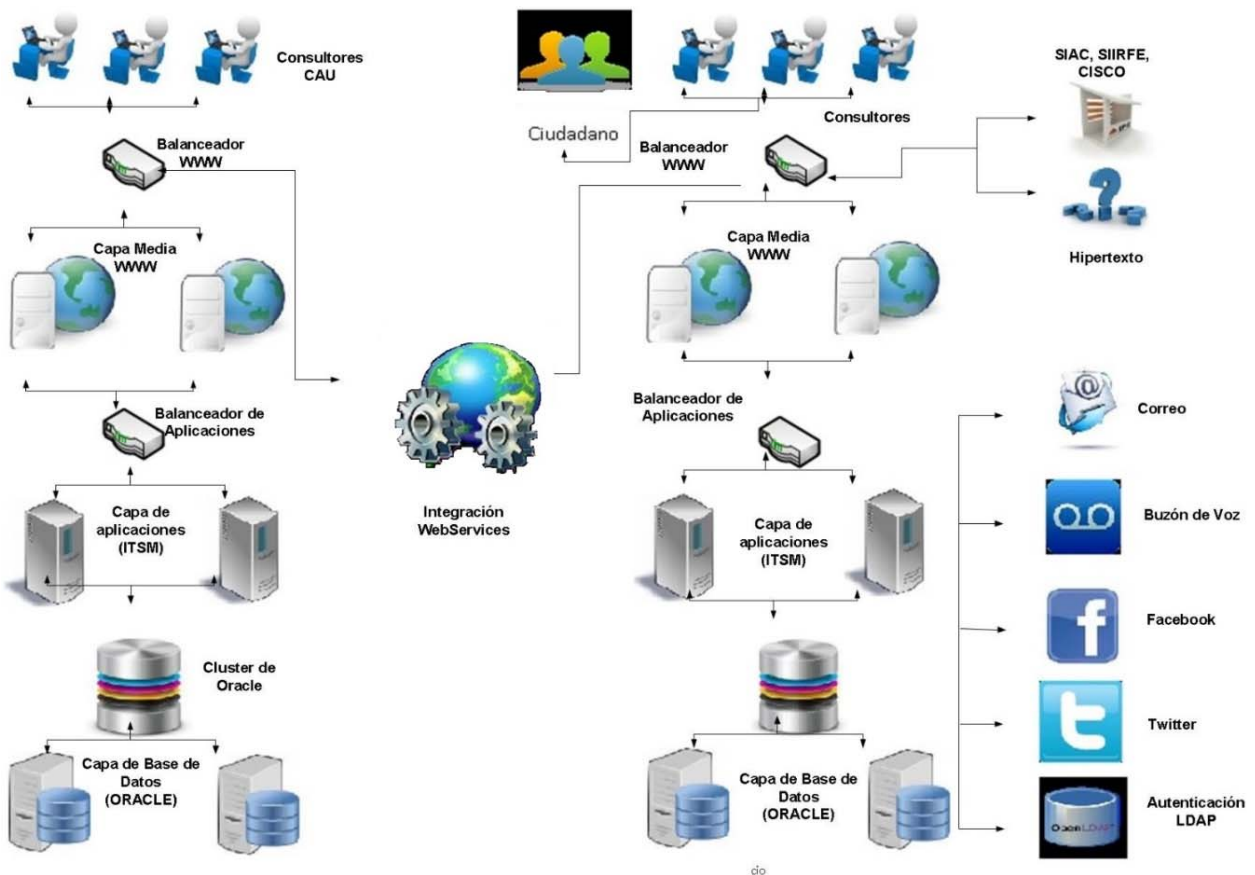 Consultores
CAU
Balanceador
WWW
Capa Media
WWW
Balanceador de
Aplicaciones
Capa de
aplicaciones
(ITSM)
Cluster de
Oracle
Capa de Base de
Datos
(ORACLE)
Integración
WebServices
Ciudadano
Consultores
Balanceador
WWW
Capa Media
WWW
Balanceador de
Aplicaciones
Capa de
aplicaciones
(ITSM)
Capa de Base de
Datos
(ORACLE)
cio
SIAC, SIIRFE,
CISCO
Hipertexto
Correo
Buzón de Voz
Facebook
Twitter
Open LDAP
Autenticación
LDAP